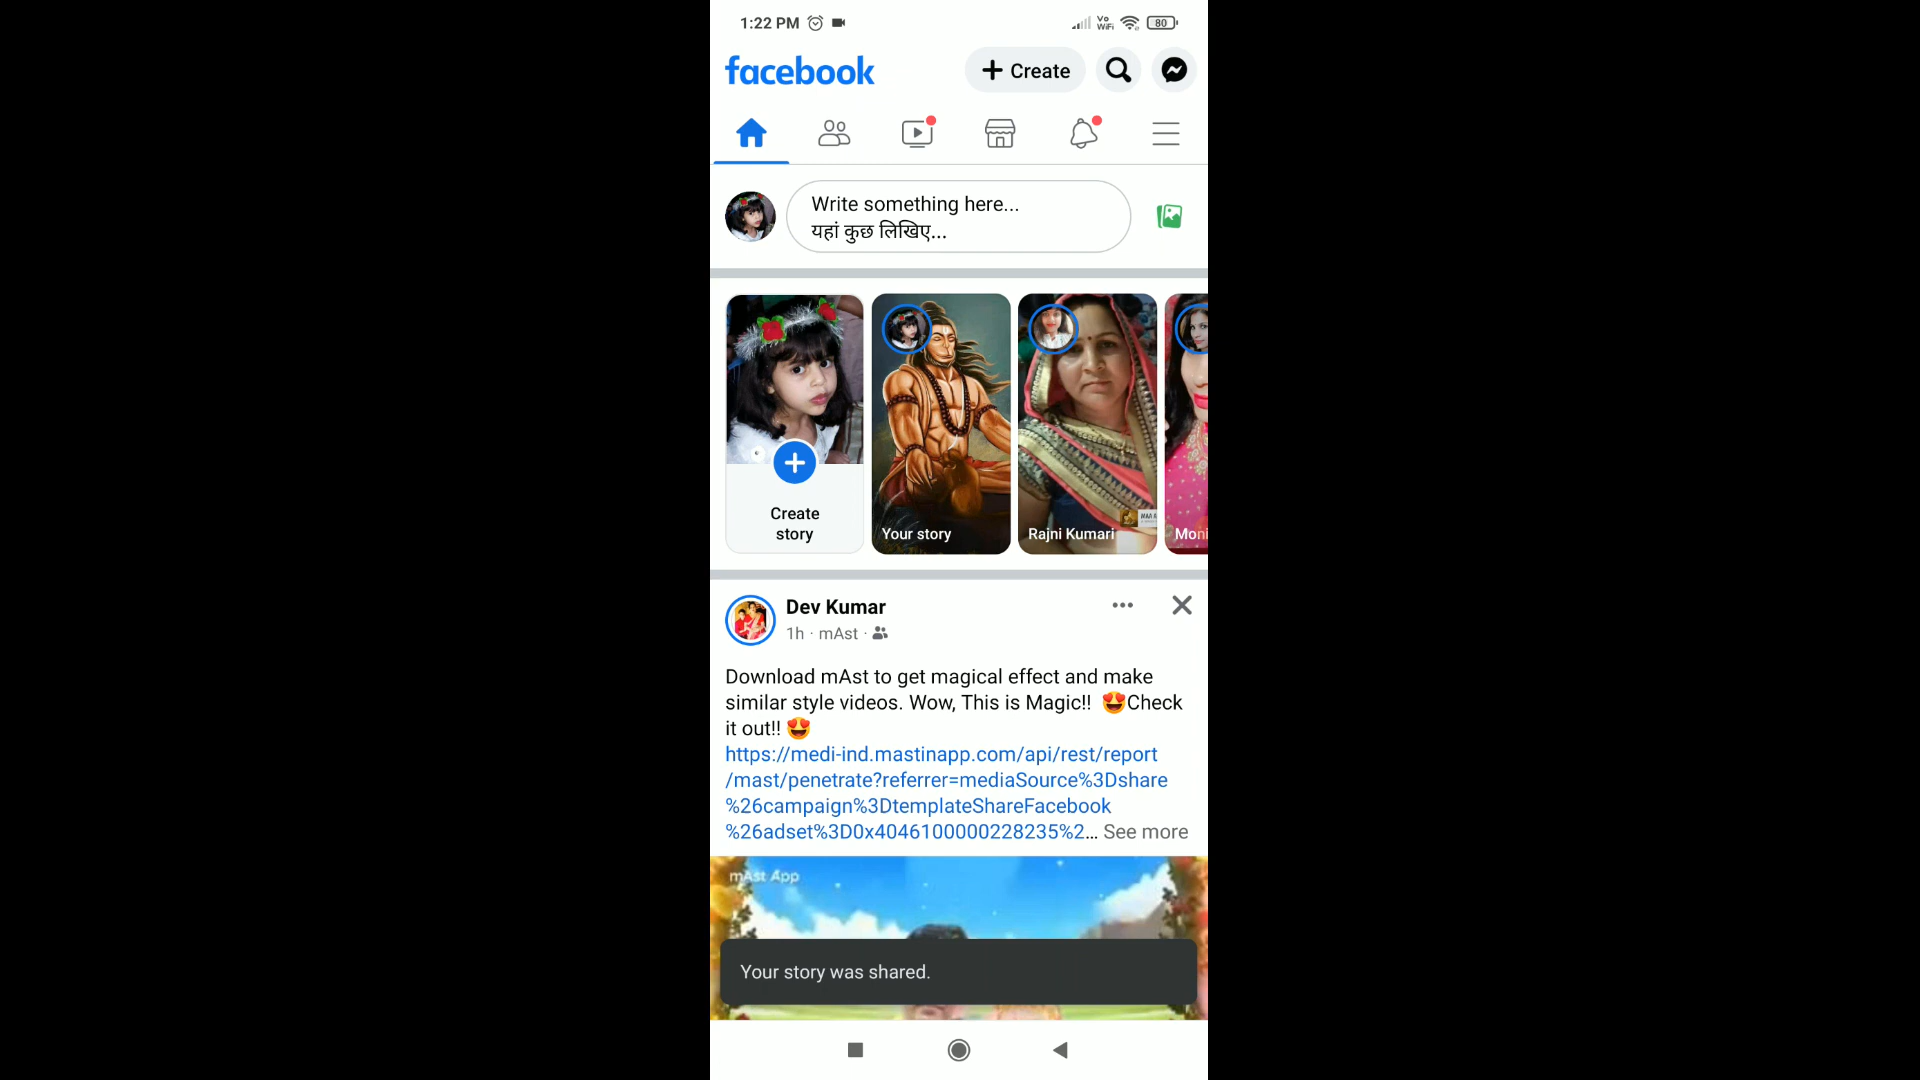 1:22 PM
Vo
WiFi
80
facebook
Create
Write something here...
यहां कुछ लिखिए...
Create
story
Your story
Rajni Kumari
Moni
Dev Kumar
1h · mAst ·
Download mAst to get magical effect and make
similar style videos. Wow, This is Magic!! 😍Check
it out!! 😍
https://medi-ind.mastinapp.com/api/rest/report
/mast/penetrate?referrer=mediaSource%3Dshare
%26campaign%3DtemplateShareFacebook
%26adset%3D0x4046100000228235%2... See more
mAst App
Your story was shared.